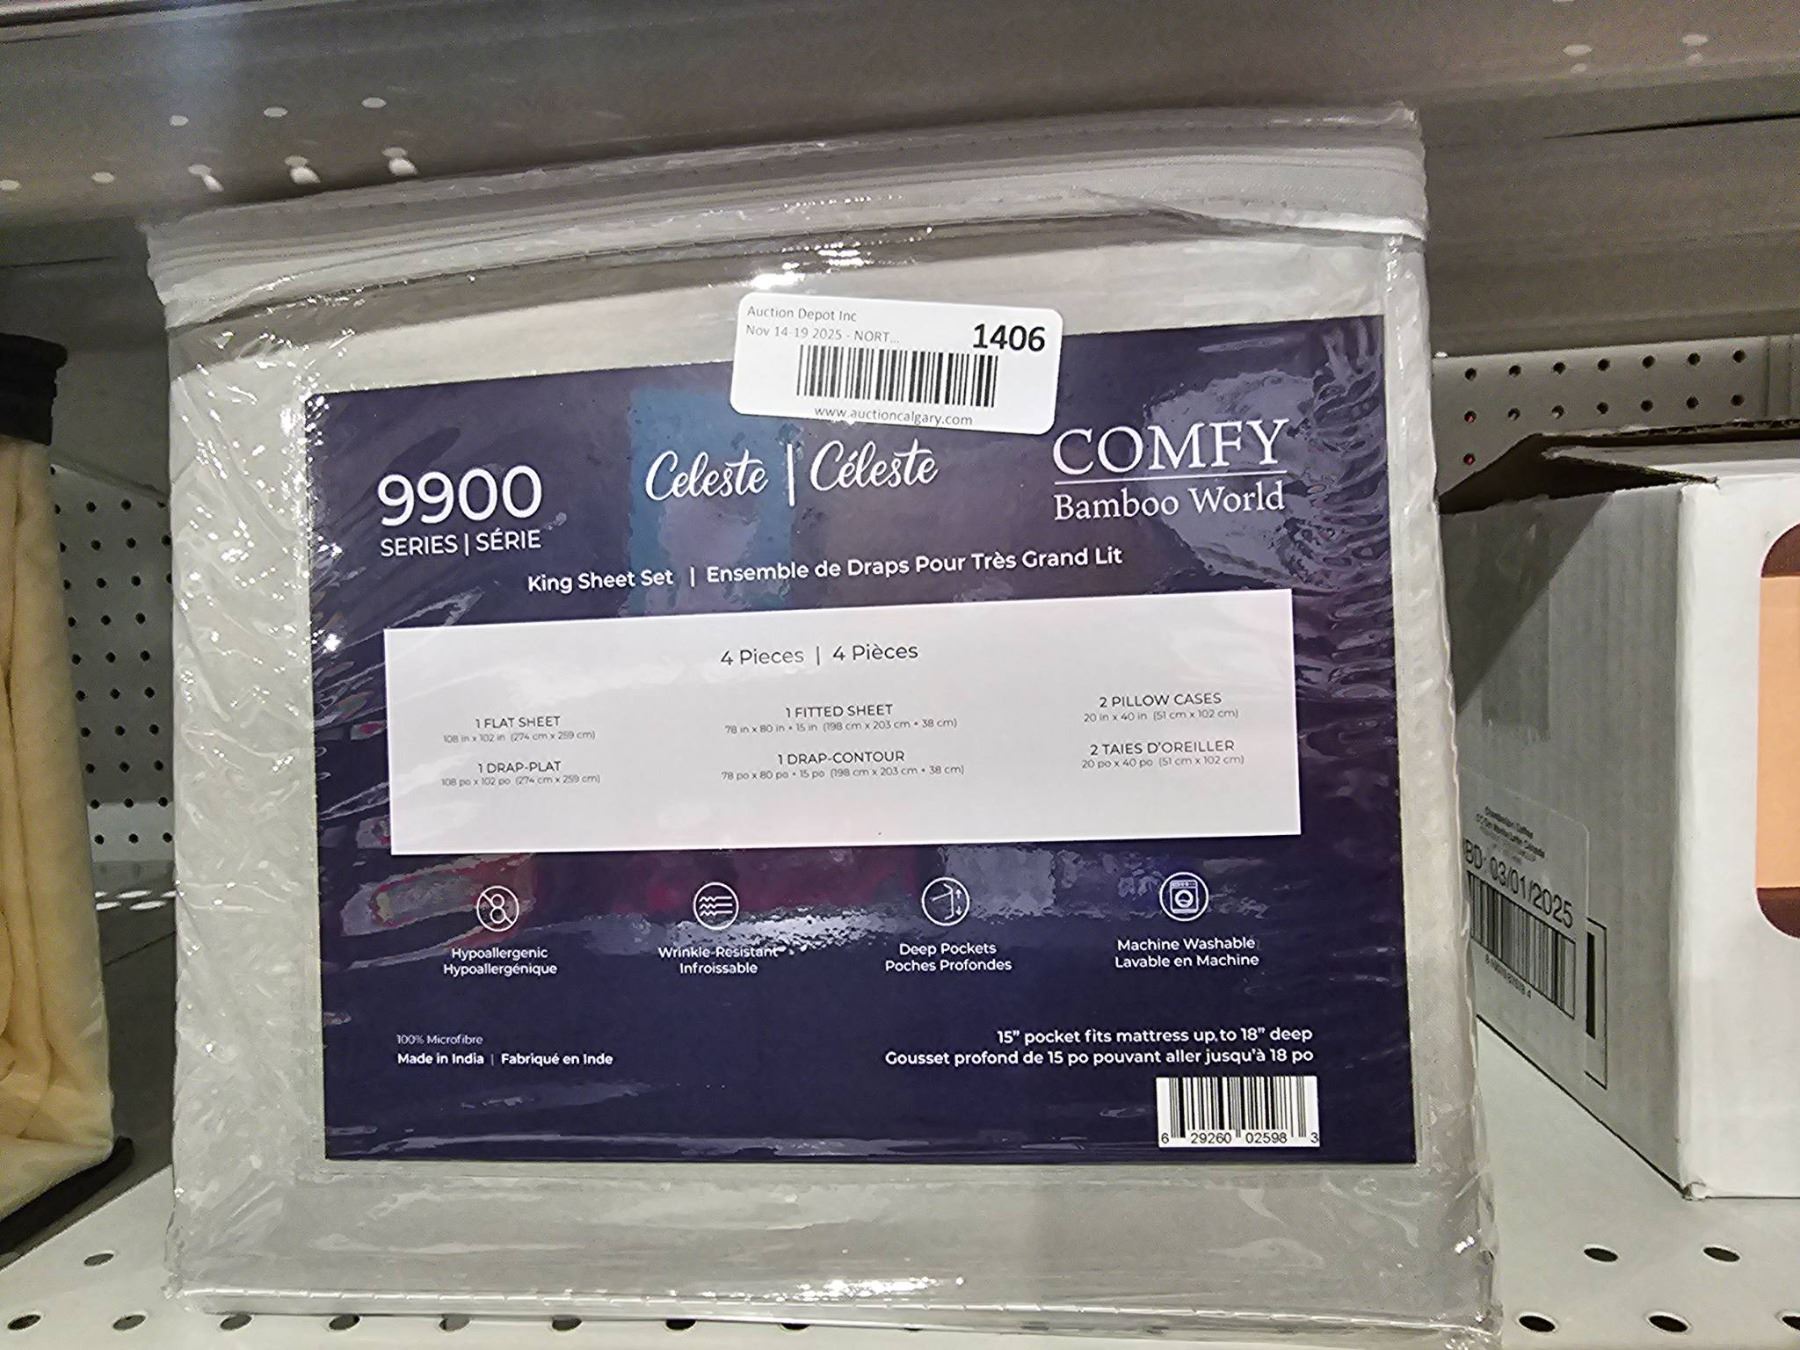 Auction Depot Inc
Nov 14-19 2025 - NORT...
1406
www.auctioncalgary.com
9900
SERIES | SÉRIE
Celeste | Céleste
COMFY
Bamboo World
King Sheet Set | Ensemble de Draps Pour Très Grand Lit
4 Pieces | 4 Pièces
1 FLAT SHEET
108 in x 102 in (274 cm x 259 cm)
1 DRAP-PLAT
108 po x 102 po (274 cm x 259 cm)
1 FITTED SHEET
78 in x 80 in + 15 in (198 cm x 203 cm + 38 cm)
1 DRAP-CONTOUR
78 po x 80 po + 15 po (198 cm x 203 cm + 38 cm)
2 PILLOW CASES
20 in x 40 in (51 cm x 102 cm)
2 TAIES D'OREILLER
20 po x 40 po (51 cm x 102 cm)
Hypoallergenic
Hypoallergénique
Wrinkle-Resistant
Infroissable
Deep Pockets
Poches Profondes
Machine Washable
Lavable en Machine
100% Microfibre
Made in India | Fabriqué en Inde
15" pocket fits mattress up to 18" deep
Gousset profond de 15 po pouvant aller jusqu'à 18 po
6 29260 02598 3
BD: 03/01/2025